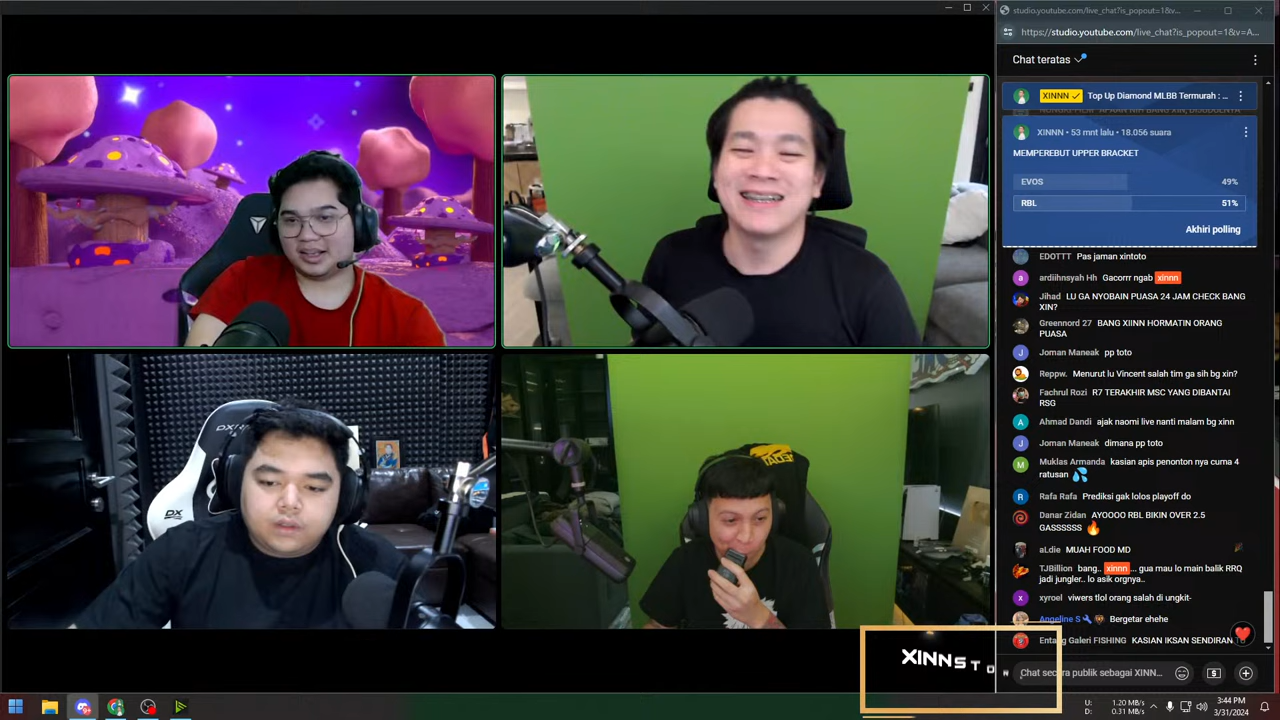 studio.youtube.com/live_chat?is_popout=1&v...
https://studio.youtube.com/live_chat?is_popout=1&v=A...
Chat teratas
XINNN Top Up Diamond MLBB Termurah : ...
XINNN • 53 mnt lalu • 18.056 suara
MEMPEREBUT UPPER BRACKET
EVOS 49%
RBL 51%
Akhiri polling
EDOTTT Pas jaman xintoto
ardiihnsyah Hh Gacorrr ngab xinnn
Jihad LU GA NYOBAIN PUASA 24 JAM CHECK BANG
XIN?
Greennord 27 BANG XIINN HORMATIN ORANG
PUASA
Joman Maneak pp toto
Reppw. Menurut lu Vincent salah tim ga sih bg xin?
Fachrul Rozi R7 TERAKHIR MSC YANG DIBANTAI
RSG
Ahmad Dandi ajak naomi live nanti malam bg xinn
Joman Maneak dimana pp toto
Muklas Armanda kasian apis penonton nya cuma 4
ratusan 💦
Rafa Rafa Prediksi gak lolos playoff do
Danar Zidan AYOOOO RBL BIKIN OVER 2.5
GASSSSSS 🔥
aLdie MUAH FOOD MD
TJBillion bang.. xinnn ... gua mau lo main balik RRQ
jadi jungler.. lo asik orgnya..
xyroel viwers tlol orang salah di ungkit-
Angeline S Bergetar ehehe
Entang Galeri FISHING KASIAN IKSAN SENDIRAN
XINNSTO
Chat secara publik sebagai XINN...
DX
U: 1.20 MB/s
D: 0.31 MB/s
3:44 PM
3/31/2024